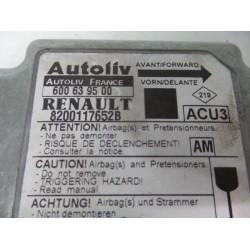 Autoliv
AUTOLIV FRANCE
600 63 95 00
RENAULT
8200117652B
AVANT/FORWARD
VORN/DELANTE
219
ACU3
ATTENTION! Airbag(s) et Pretensionneurs.
- Ne pas demonter
- RISQUE DE DECLENCHEMENT!
- Consulter la notice.
AM
CAUTION! Airbag(s) and Pretensioners.
- Do not remove.
- TRIGGERING HAZARD!
- Read manual.
ACHTUNG! Airbag(s) und Strammer
- Nicht demontieren.